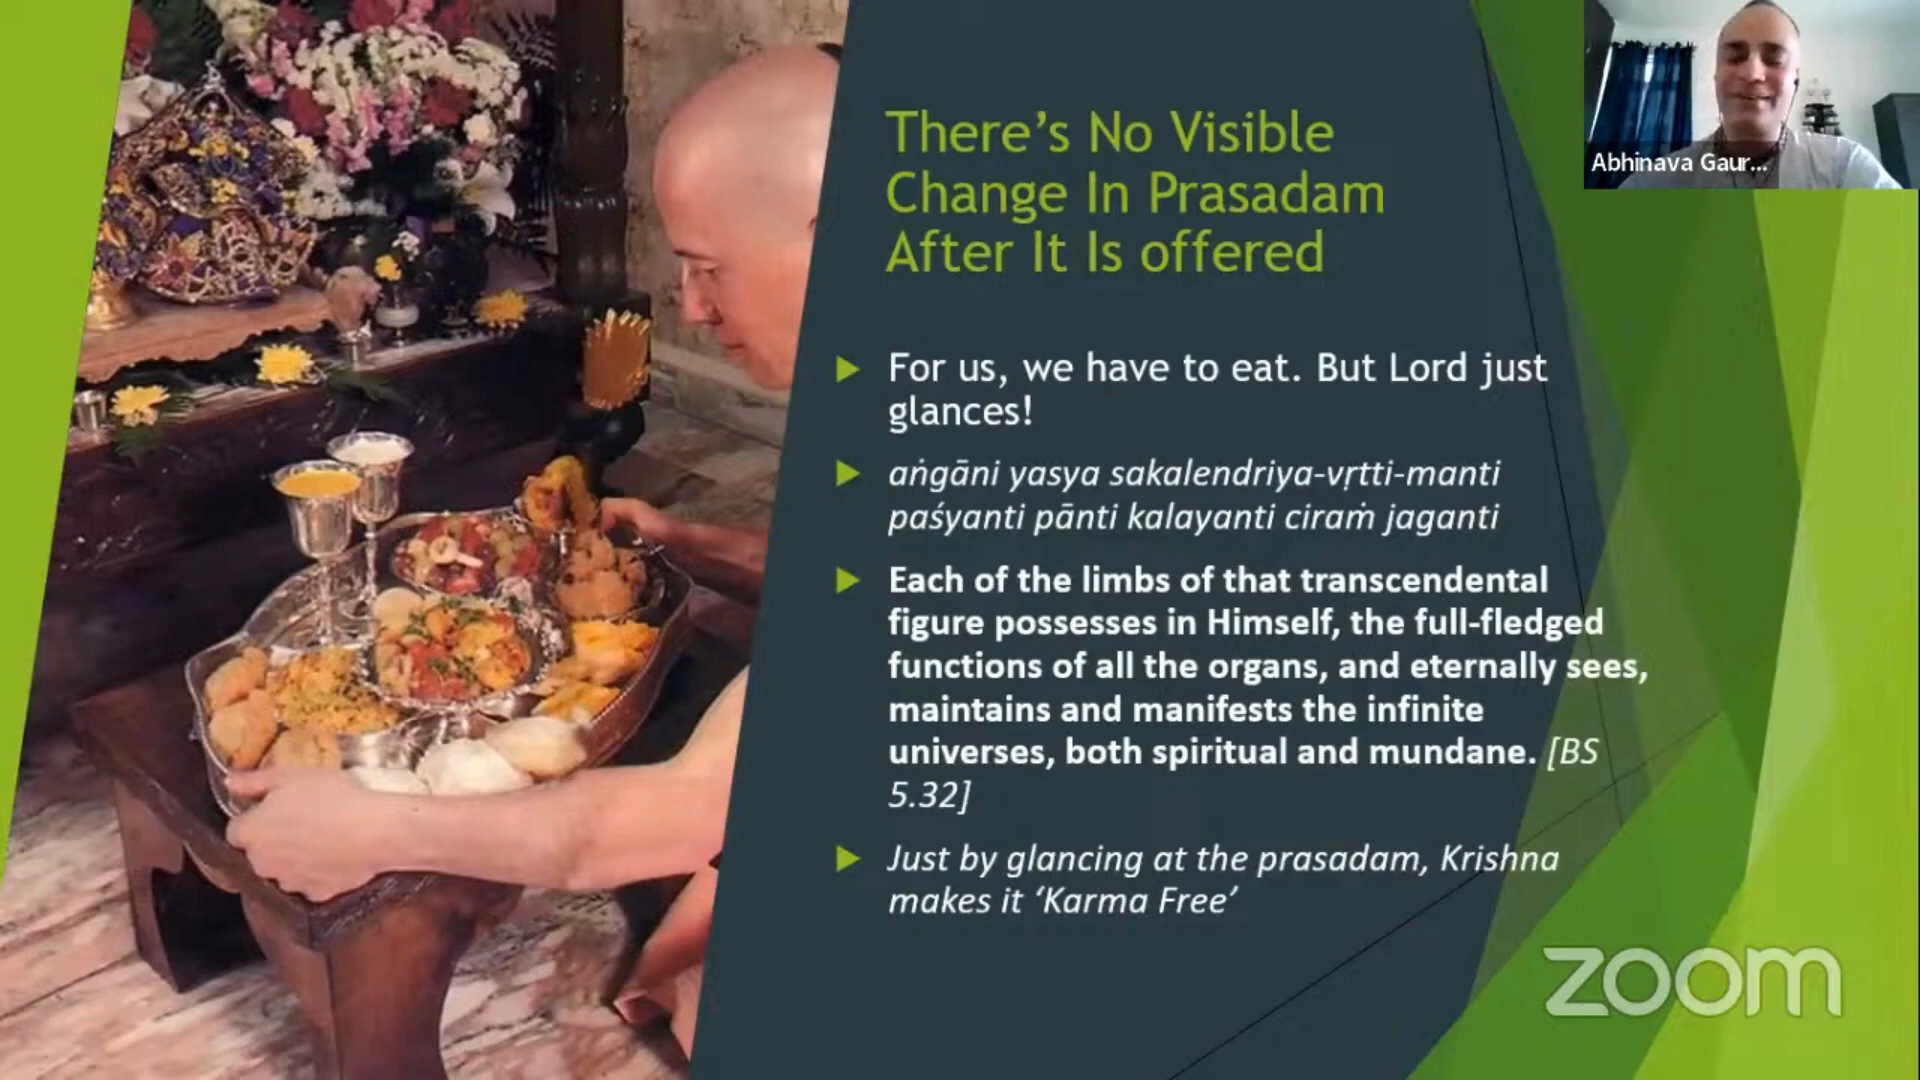 There's No Visible
Change In Prasadam
After It Is offered
For us, we have to eat. But Lord just
glances!
aṅgāni yasya sakalendriya-vṛtti-manti
paśyanti pānti kalayanti ciraṁ jaganti
Each of the limbs of that transcendental
figure possesses in Himself, the full-fledged
functions of all the organs, and eternally sees,
maintains and manifests the infinite
universes, both spiritual and mundane. [BS
5.32]
Just by glancing at the prasadam, Krishna
makes it ‘Karma Free’
Abhinava Gaur...
zoom